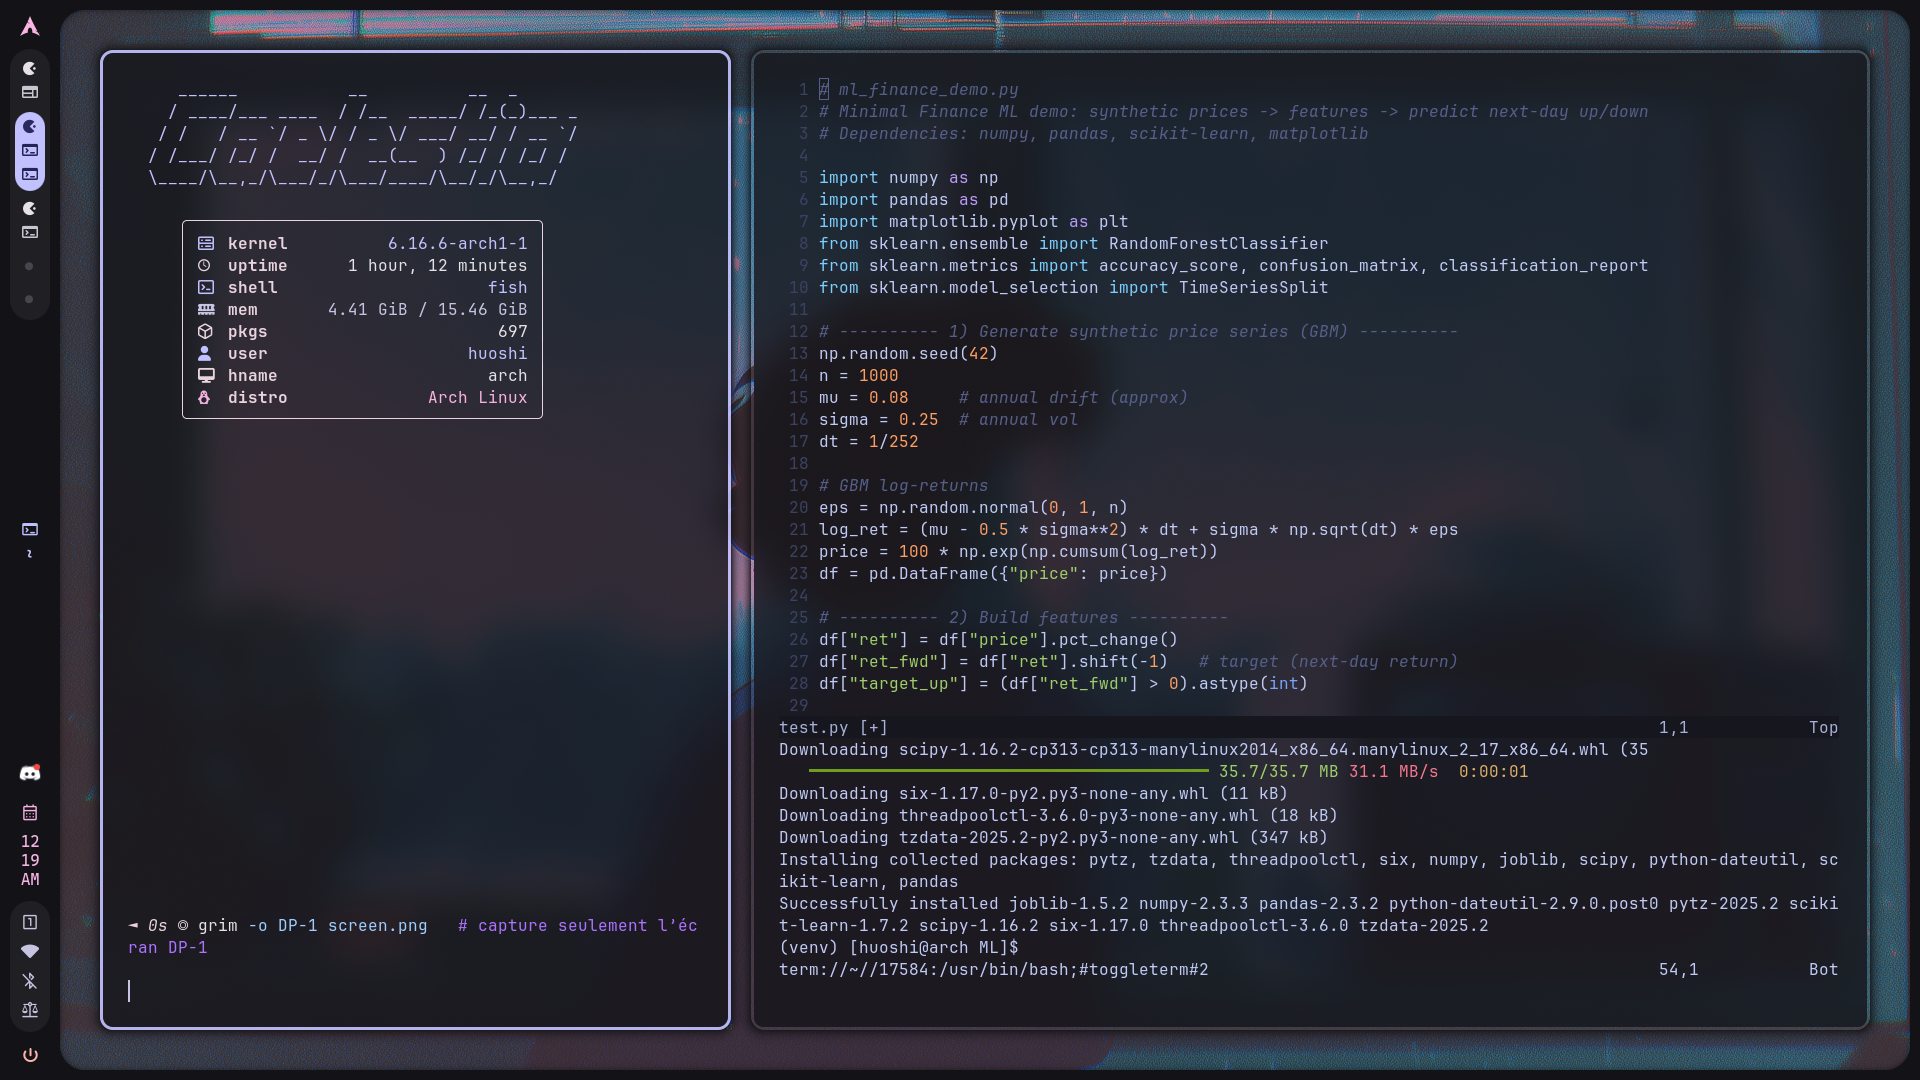 ______           __          __  _
  / ____/___ ____  / /__  _____/ /_(_)___ _
 / /   / __ `/ _ \/ / _ \/ ___/ __/ / __ `/
/ /___/ /_/ /  __/ /  __(__  ) /_/ / /_/ /
\____/\__,_/\___/_/\___/____/\__/_/\__,_/
kernel 6.16.6-arch1-1
uptime 1 hour, 12 minutes
shell fish
mem 4.41 GiB / 15.46 GiB
pkgs 697
user huoshi
hname arch
distro Arch Linux
0s © grim -o DP-1 screen.png   # capture seulement l'éc
ran DP-1
1 # ml_finance_demo.py
2 # Minimal Finance ML demo: synthetic prices -> features -> predict next-day up/down
3 # Dependencies: numpy, pandas, scikit-learn, matplotlib
4
5 import numpy as np
6 import pandas as pd
7 import matplotlib.pyplot as plt
8 from sklearn.ensemble import RandomForestClassifier
9 from sklearn.metrics import accuracy_score, confusion_matrix, classification_report
10 from sklearn.model_selection import TimeSeriesSplit
11
12 # ---------- 1) Generate synthetic price series (GBM) ----------
13 np.random.seed(42)
14 n = 1000
15 mu = 0.08     # annual drift (approx)
16 sigma = 0.25  # annual vol
17 dt = 1/252
18
19 # GBM log-returns
20 eps = np.random.normal(0, 1, n)
21 log_ret = (mu - 0.5 * sigma**2) * dt + sigma * np.sqrt(dt) * eps
22 price = 100 * np.exp(np.cumsum(log_ret))
23 df = pd.DataFrame({"price": price})
24
25 # ---------- 2) Build features ----------
26 df["ret"] = df["price"].pct_change()
27 df["ret_fwd"] = df["ret"].shift(-1)   # target (next-day return)
28 df["target_up"] = (df["ret_fwd"] > 0).astype(int)
29
test.py [+] 1,1 Top
Downloading scipy-1.16.2-cp313-cp313-manylinux2014_x86_64.manylinux_2_17_x86_64.whl (35
35.7/35.7 MB 31.1 MB/s 0:00:01
Downloading six-1.17.0-py2.py3-none-any.whl (11 kB)
Downloading threadpoolctl-3.6.0-py3-none-any.whl (18 kB)
Downloading tzdata-2025.2-py2.py3-none-any.whl (347 kB)
Installing collected packages: pytz, tzdata, threadpoolctl, six, numpy, joblib, scipy, python-dateutil, sc
ikit-learn, pandas
Successfully installed joblib-1.5.2 numpy-2.3.3 pandas-2.3.2 python-dateutil-2.9.0.post0 pytz-2025.2 sciki
t-learn-1.7.2 scipy-1.16.2 six-1.17.0 threadpoolctl-3.6.0 tzdata-2025.2
(venv) [huoshi@arch ML]$
term://~//17584:/usr/bin/bash;#toggleterm#2 54,1 Bot
~
12
19
AM
1